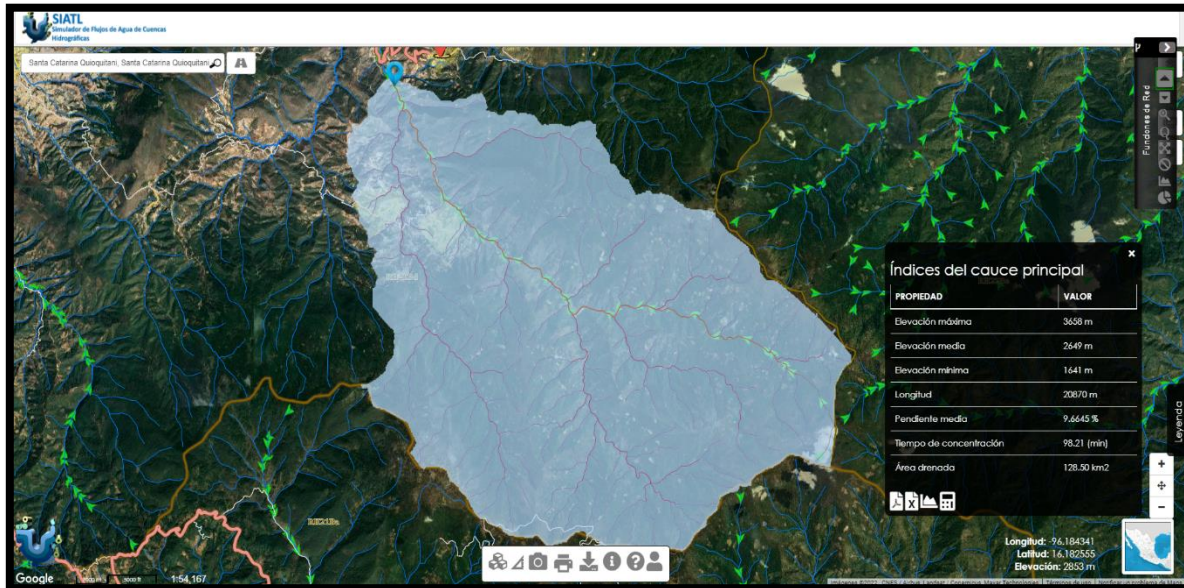 SIATL
Simulador de Flujos de Agua de Cuencas
Hidrográficas
Santa Catarina Quioquitani, Santa Catarina Quioquitani
Funciones de Red
Índices del cauce principal
PROPIEDAD VALOR
Elevación máxima 3658 m
Elevación media 2649 m
Elevación mínima 1641 m
Longitud 20870 m
Pendiente media 9.6645 %
Tiempo de concentración 98.21 (min)
Área drenada 128.50 km2
Leyenda
RH21Ba
Longitud: -96.184341
Latitud: 16.182555
Elevación: 2853 m
Google
1:54,167